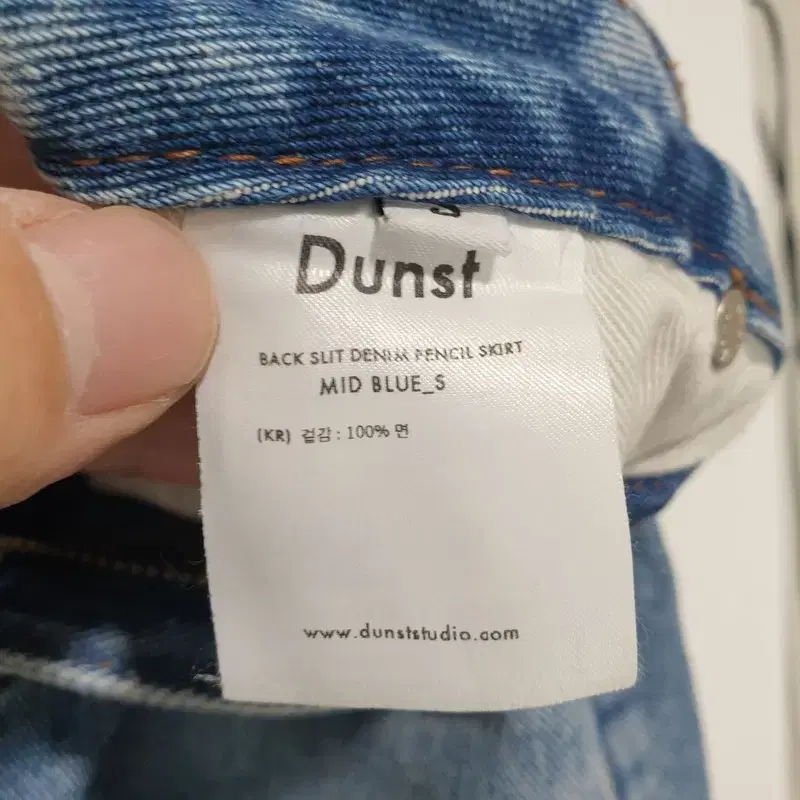 Dunst
BACK SLIT DENIM PENCIL SKIRT
MID BLUE_S
(KR) 겉감 : 100% 면
www.dunststudio.com